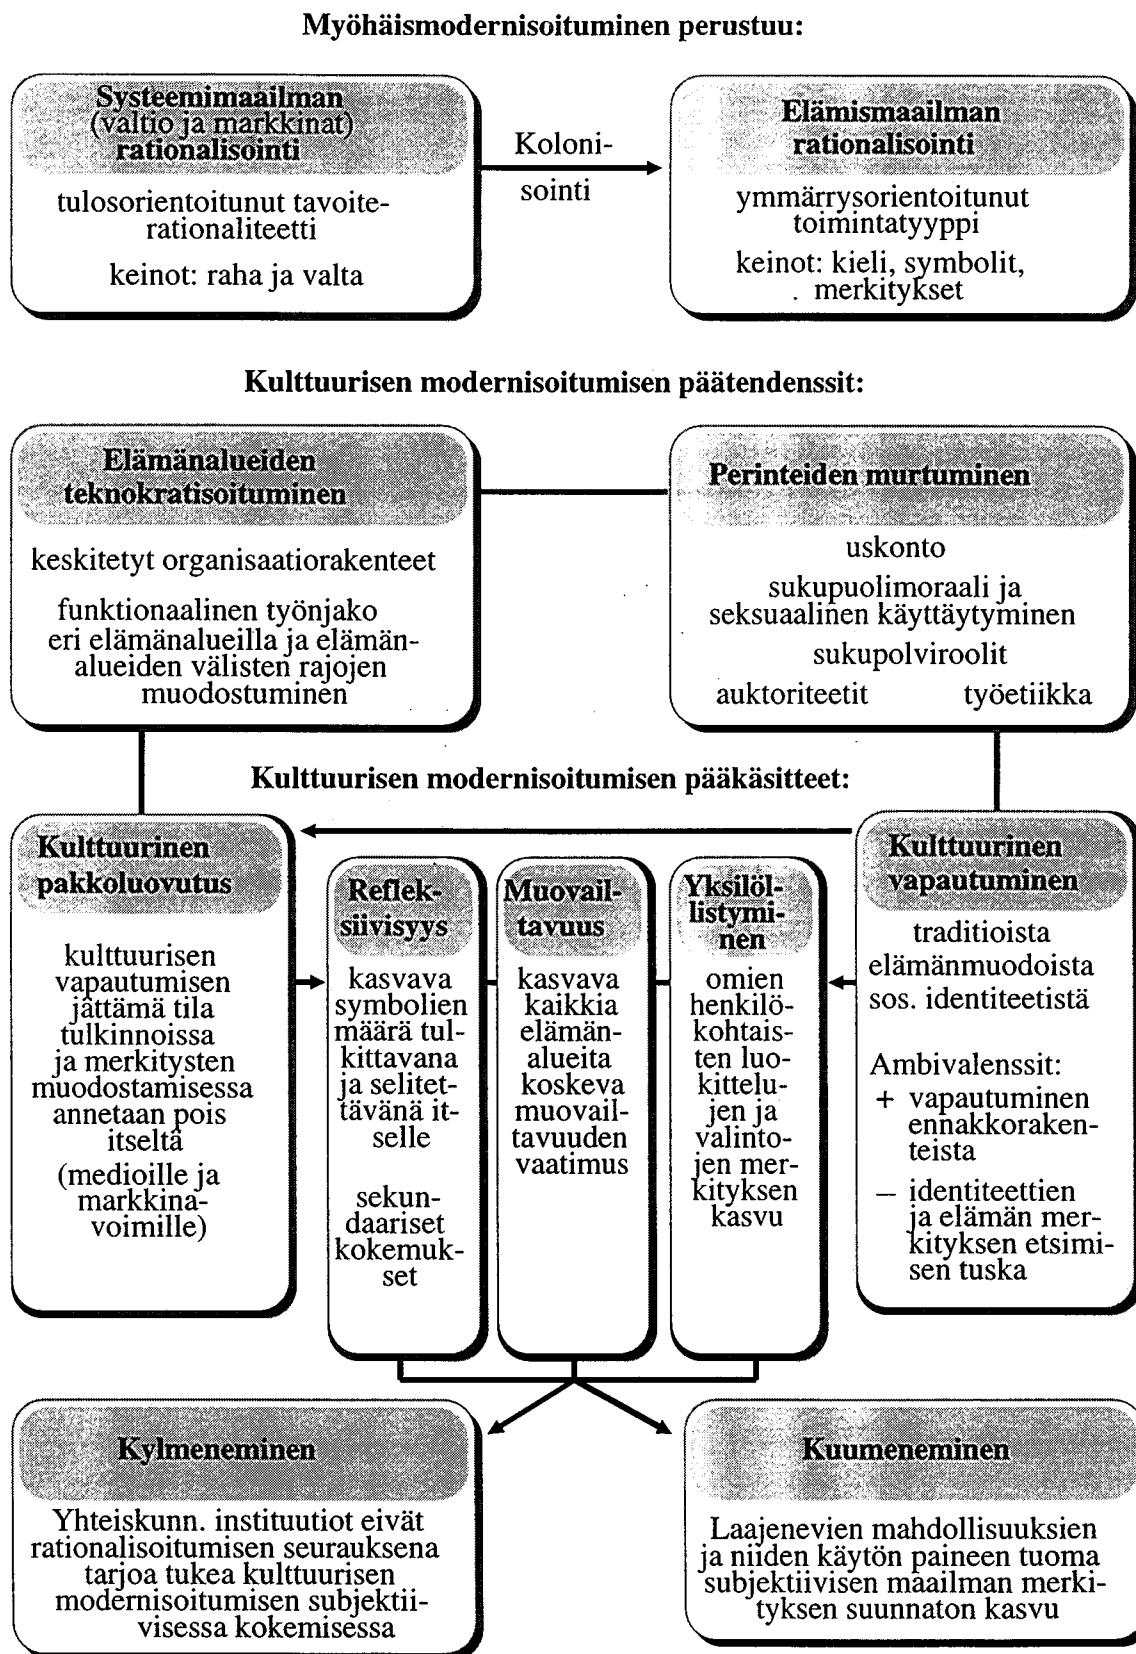 Myöhäismodernisoituminen perustuu:
Systeemimaailman
(valtio ja markkinat)
rationalisointi
tulosorientoitunut tavoite-
rationaliteetti
keinot: raha ja valta
Koloni-
sointi
Elämismaailman
rationalisointi
ymmärrysorientoitunut
toimintatyyppi
keinot: kieli, symbolit,
merkitykset
Kulttuurisen modernisoitumisen päätendenssit:
Elämänalueiden
teknokratisoituminen
keskitetyt organisaatiorakenteet
funktionaalinen työnjako
eri elämänalueilla ja elämän-
alueiden välisten rajojen
muodostuminen
Perinteiden murtuminen
uskonto
sukupuolimoraali ja
seksuaalinen käyttäytyminen
sukupolviroolit
auktoriteetit työetiikka
Kulttuurisen modernisoitumisen pääkäsitteet:
Kulttuurinen
pakkoluovutus
kulttuurisen
vapautumisen
jättämä tila
tulkinnoissa
ja merkitysten
muodostamisessa
annetaan pois
itseltä
(medioille ja
markkina-
voimille)
Reflek-
siivisyys
kasvava
symbolien
määrä tul-
kittavana
ja selitet-
tävänä it-
selle
sekun-
daariset
kokemuk-
set
Muovail-
tavuus
kasvava
kaikkia
elämän-
alueita
koskeva
muovail-
tavuuden
vaatimus
Yksilöl-
listymi-
nen
omien
henkilö-
kohtais-
ten luo-
kittelu-
jen ja
valinto-
jen mer-
kityksen
kasvu
Kulttuurinen
vapautuminen
traditioista
elämänmuodoista
sos. identiteetistä
Ambivalenssit:
+ vapautuminen
ennakkoraken-
teista
– identiteettien
ja elämän mer-
kityksen etsimi-
sen tuska
Kylmeneminen
Yhteiskunn. instituutiot eivät
rationalisoitumisen seurauksena
tarjoa tukea kulttuurisen
modernisoitumisen subjektii-
visessa kokemisessa
Kuumeneminen
Laajenevien mahdollisuuksien
ja niiden käytön paineen tuoma
subjektiivisen maailman merki-
tyksen suunnaton kasvu